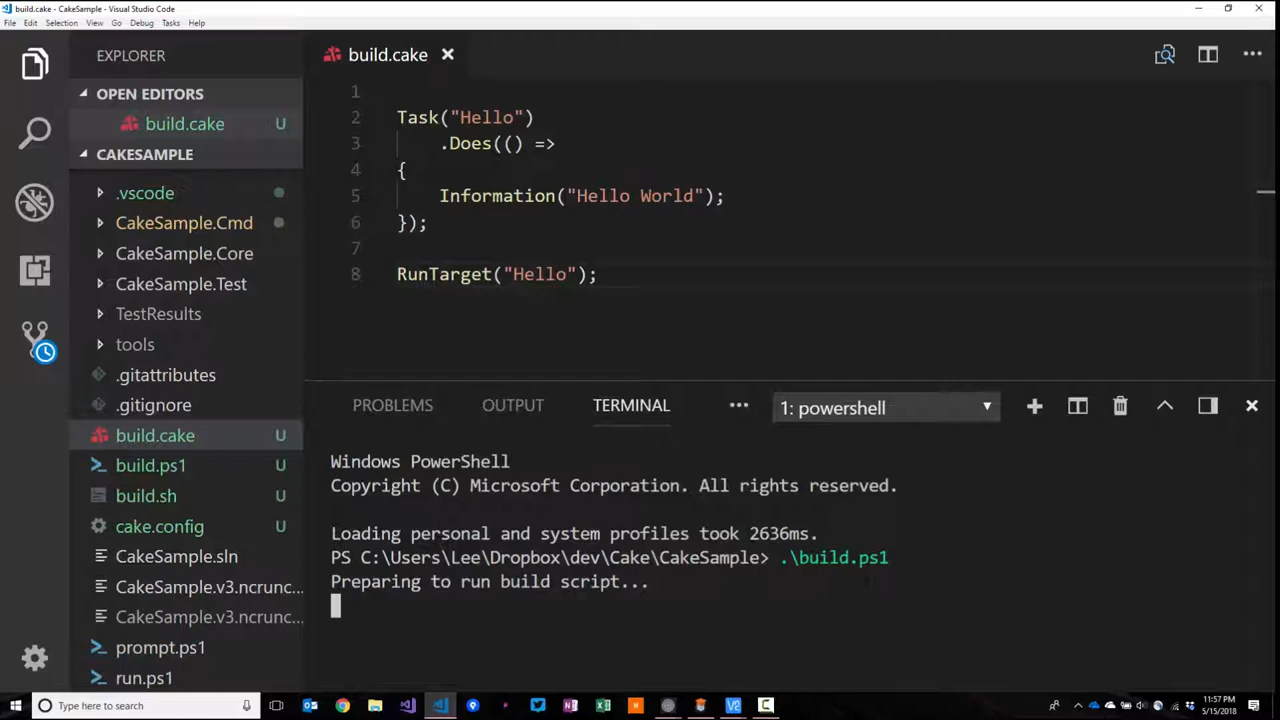 build.cake - CakeSample - Visual Studio Code
File Edit Selection View Go Debug Tasks Help
EXPLORER
build.cake
OPEN EDITORS
build.cake U
CAKESAMPLE
.vscode
CakeSample.Cmd
CakeSample.Core
CakeSample.Test
TestResults
tools
.gitattributes
.gitignore
build.cake U
build.ps1 U
build.sh U
cake.config U
CakeSample.sln
CakeSample.v3.ncrunc...
CakeSample.v3.ncrunc...
prompt.ps1
run.ps1
1
2 Task("Hello")
3 .Does(() =>
4 {
5 Information("Hello World");
6 });
7
8 RunTarget("Hello");
PROBLEMS OUTPUT TERMINAL ••• 1: powershell
Windows PowerShell
Copyright (C) Microsoft Corporation. All rights reserved.
Loading personal and system profiles took 2636ms.
PS C:\Users\Lee\Dropbox\dev\Cake\CakeSample> .\build.ps1
Preparing to run build script...
Type here to search
11:57 PM
5/15/2018